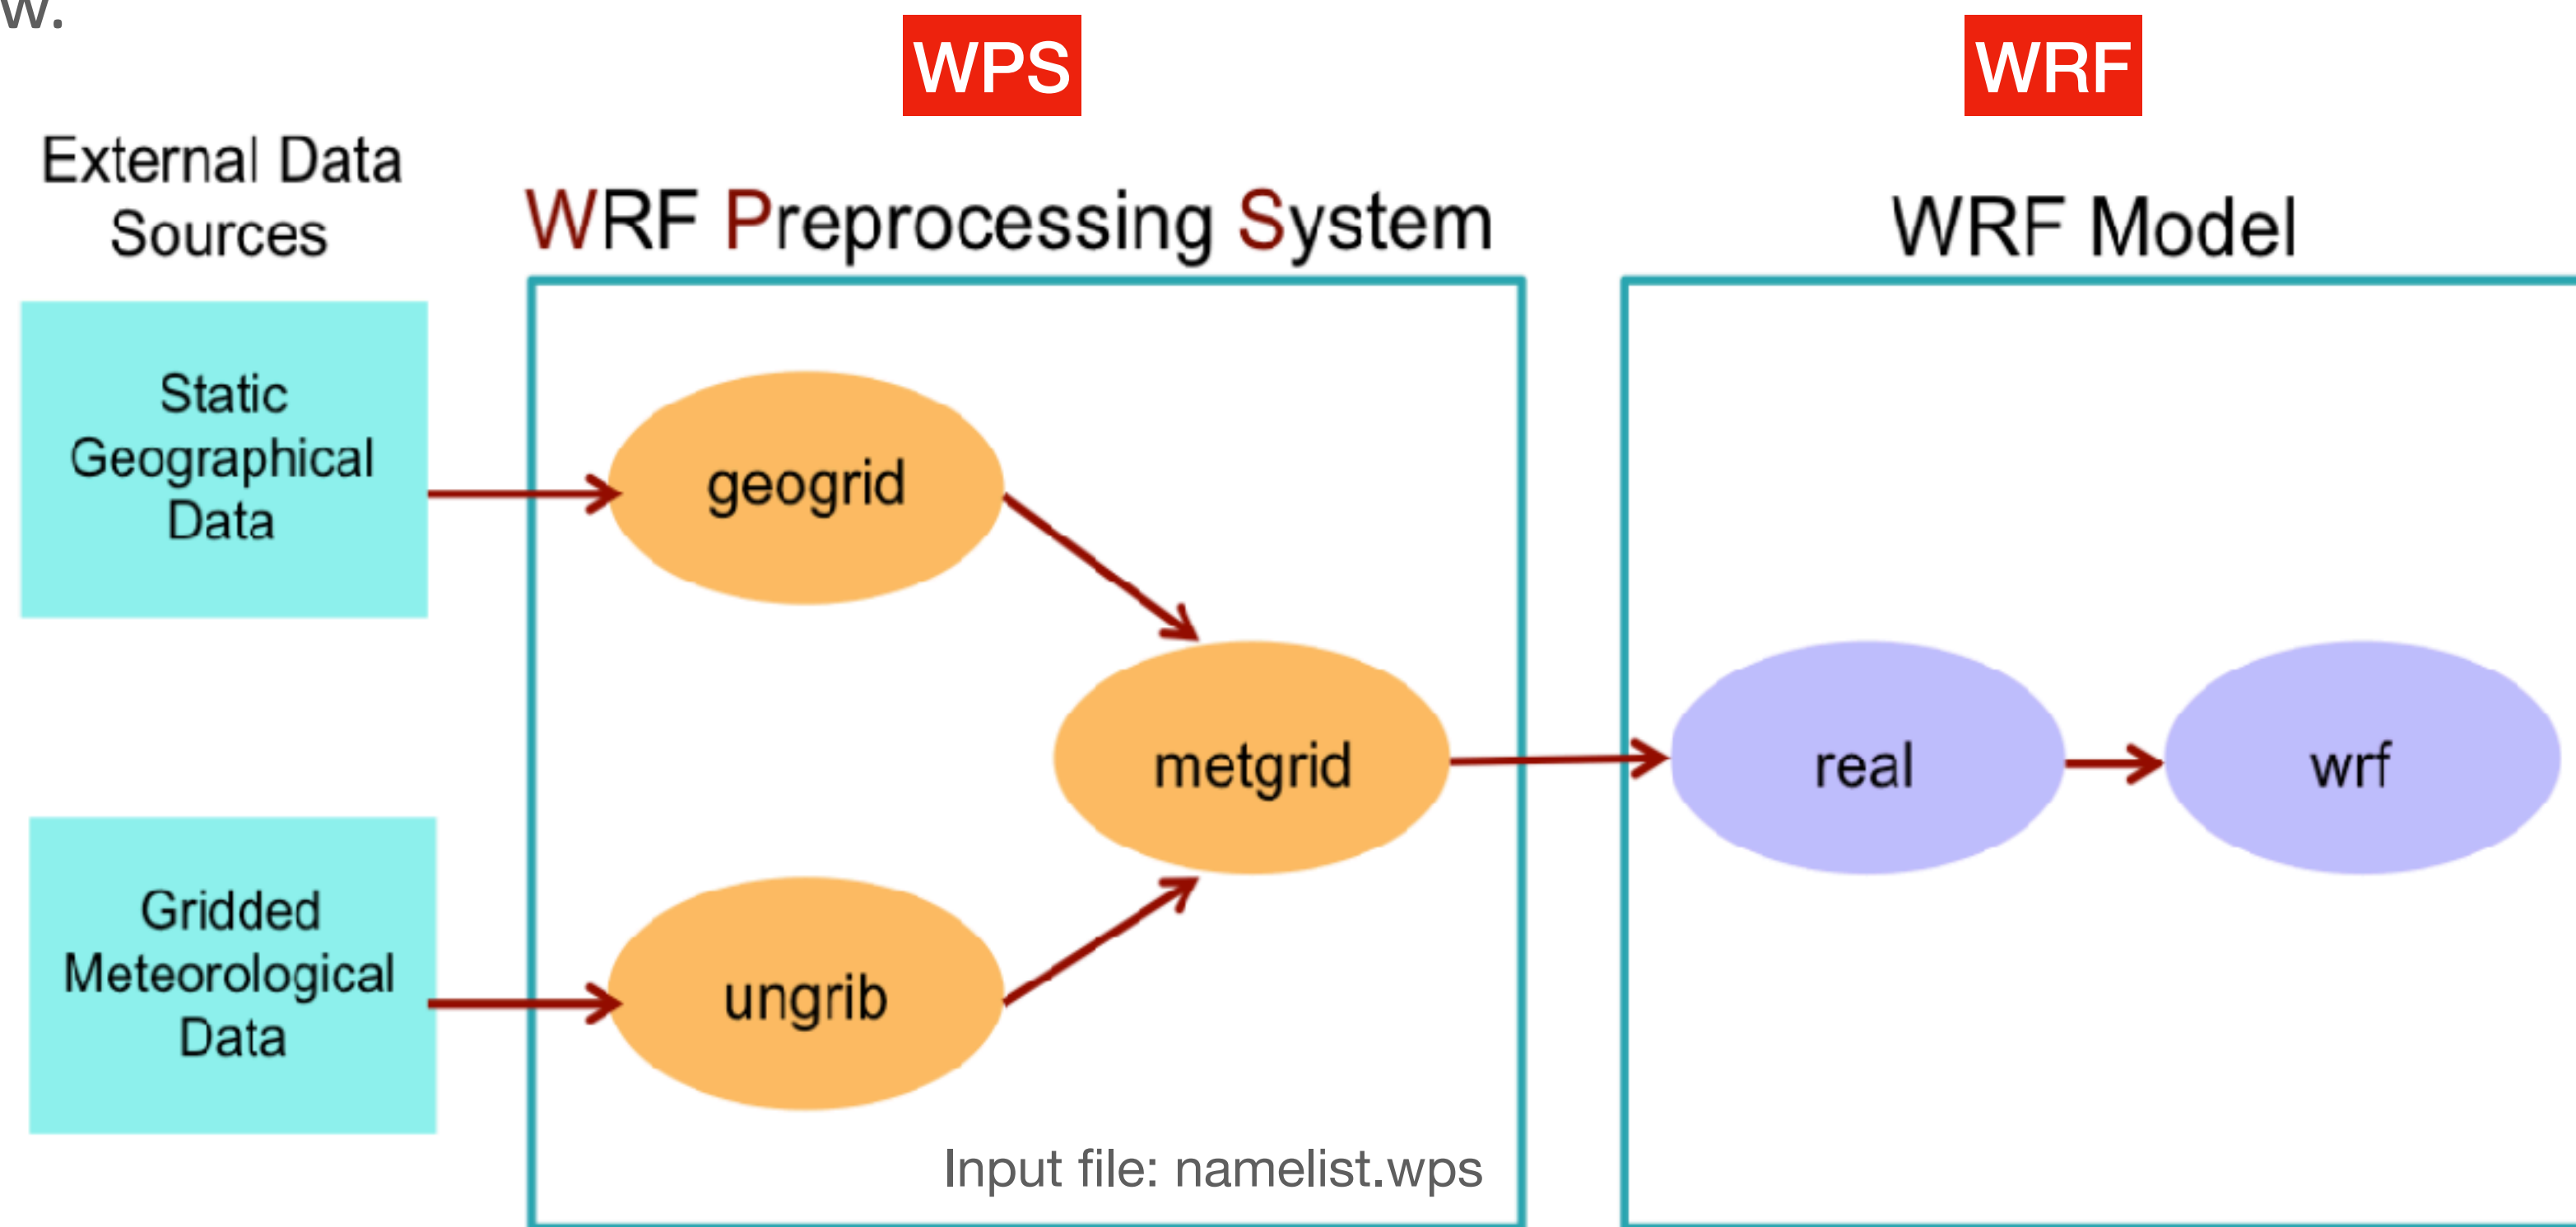 w.
WPS
WRF
External Data
Sources
WRF Preprocessing System
WRF Model
Static
Geographical
Data
geogrid
metgrid
real
wrf
Gridded
Meteorological
Data
ungrib
Input file: namelist.wps